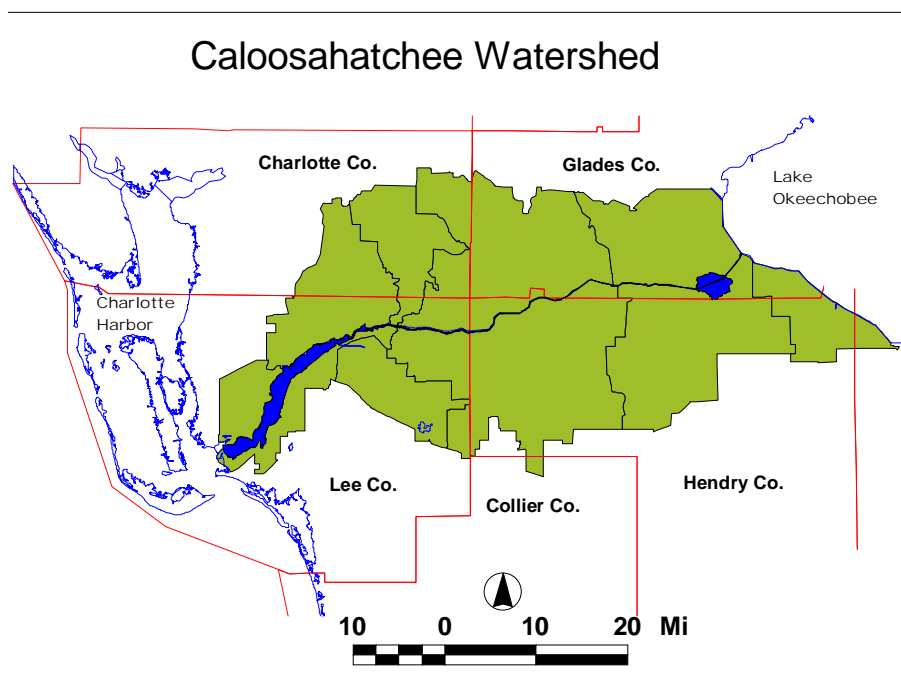 Caloosahatchee Watershed
Charlotte Co.
Glades Co.
Lake
Okeechobee
Charlotte
Harbor
Lee Co.
Collier Co.
Hendry Co.
10 0 10 20 Mi